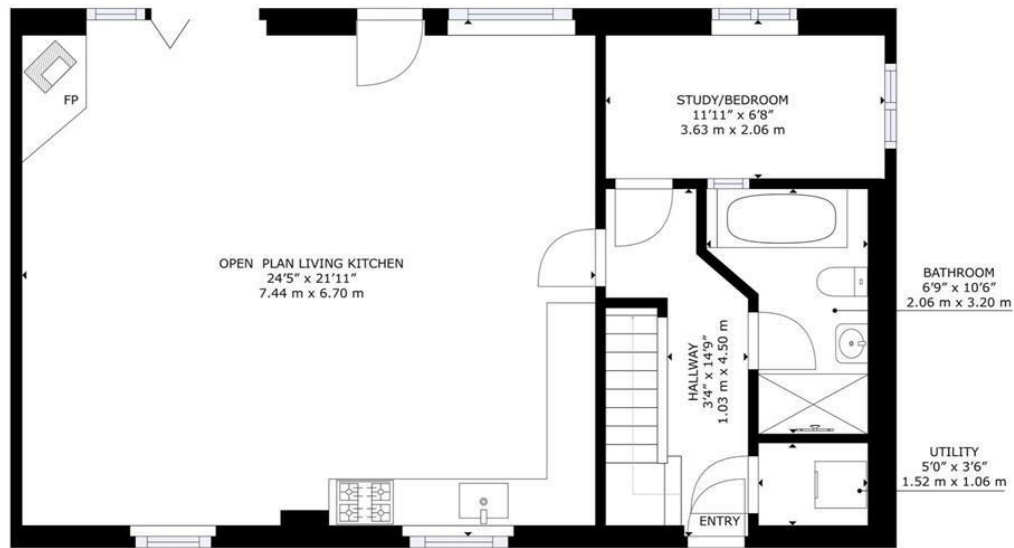 FP
STUDY/BEDROOM
11'11" x 6'8"
3.63 m x 2.06 m
OPEN PLAN LIVING KITCHEN
24'5" x 21'11"
7.44 m x 6.70 m
BATHROOM
6'9" x 10'6"
2.06 m x 3.20 m
HALLWAY
3'4" x 14'9"
1.03 m x 4.50 m
UTILITY
5'0" x 3'6"
1.52 m x 1.06 m
ENTRY